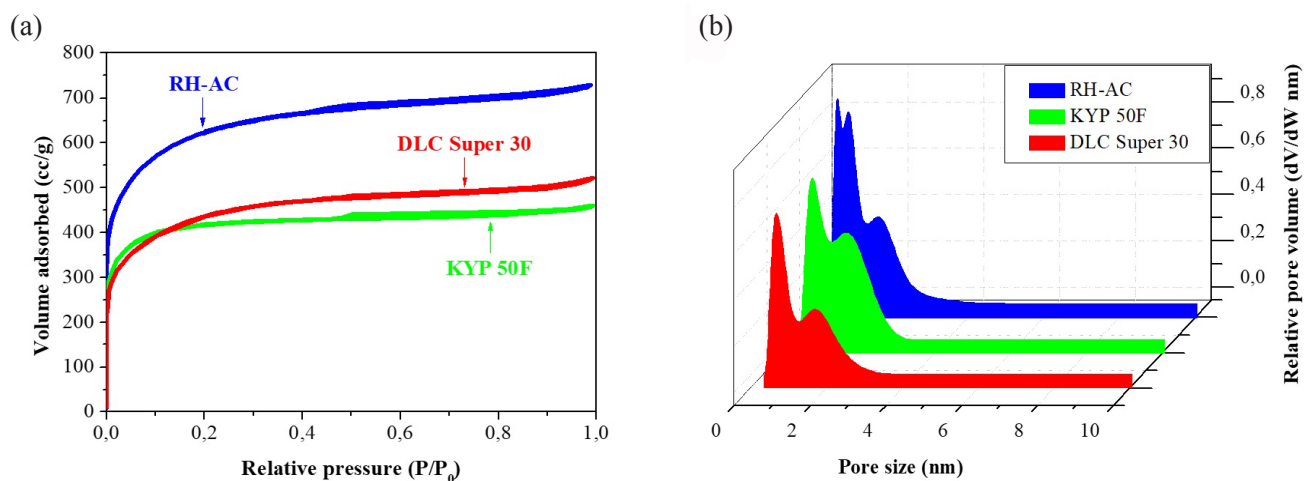 (a)
800
700
600
500
400
300
200
100
0
Volume adsorbed (cc/g)
RH-AC
DLC Super 30
KYP 50F
0,0 0,2 0,4 0,6 0,8 1,0
Relative pressure (P/P0)
(b)
RH-AC
KYP 50F
DLC Super 30
0,8
0,6
0,4
0,2
0,0
Relative pore volume (dV/dW nm)
0 2 4 6 8 10
Pore size (nm)